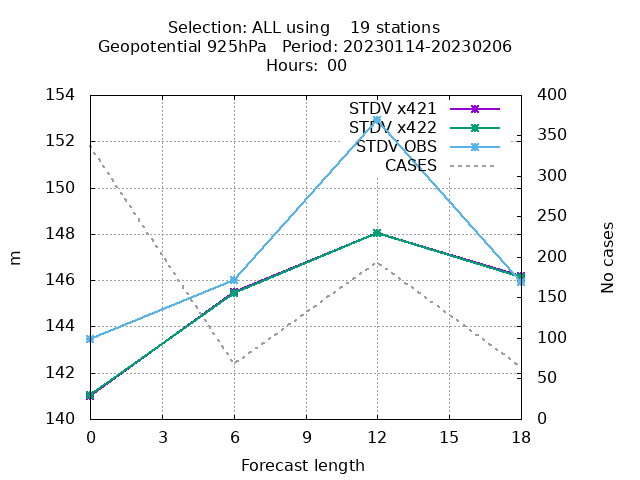 Selection: ALL using    19 stations
Geopotential 925hPa   Period: 20230114-20230206
Hours:  00
154 400
STDV x421
350
STDV x422
152
STDV OBS
CASES
150 300
250
148
m
No cases
200
146
150
144
100
142
50
140 0
0 3 6 9 12 15 18
Forecast length